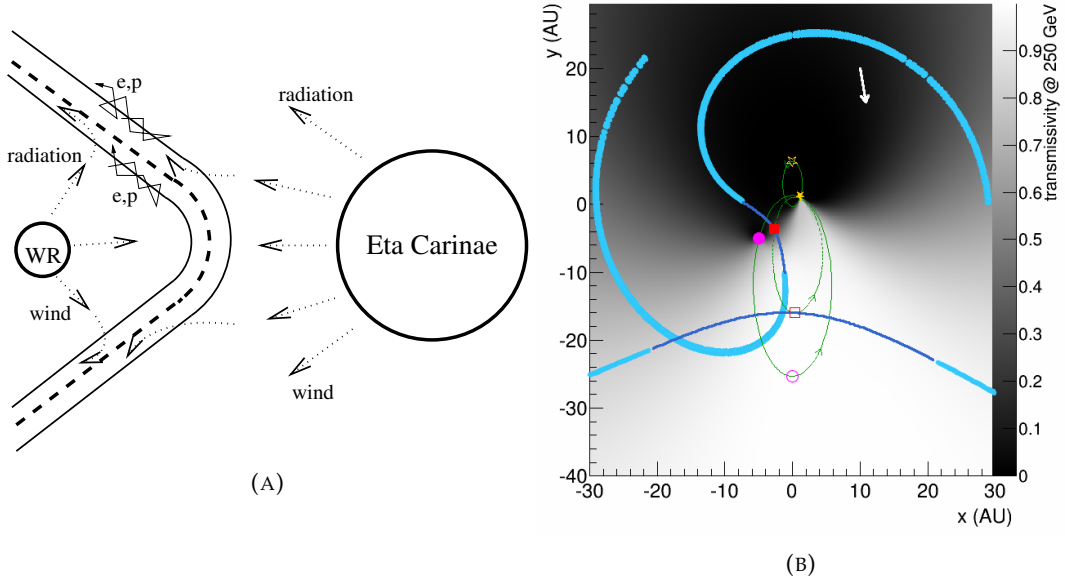 e,p
radiation
radiation
e,p
WR
Eta Carinae
wind
wind
(A)
y (AU)
20
10
0
-10
-20
-30
-40
-30
-20
-10
0
10
20
30
x (AU)
transmissivity @ 250 GeV
0.9
0.8
0.7
0.6
0.5
0.4
0.3
0.2
0.1
0
(B)